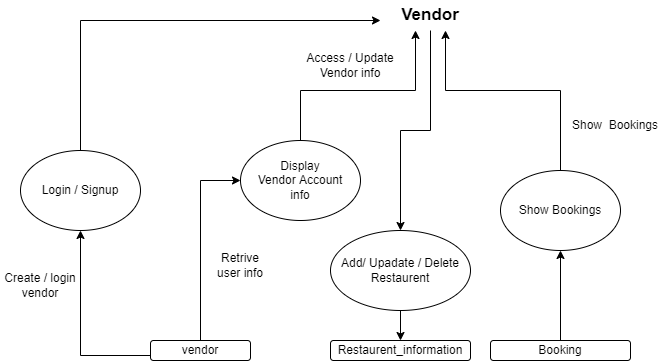 Vendor
Access / Update
Vendor info
Show  Bookings
Login / Signup
Display
Vendor Account
info
Show Bookings
Retrive
user info
Add/ Upadate / Delete
Restaurent
Create / login
vendor
vendor
Restaurent_information
Booking